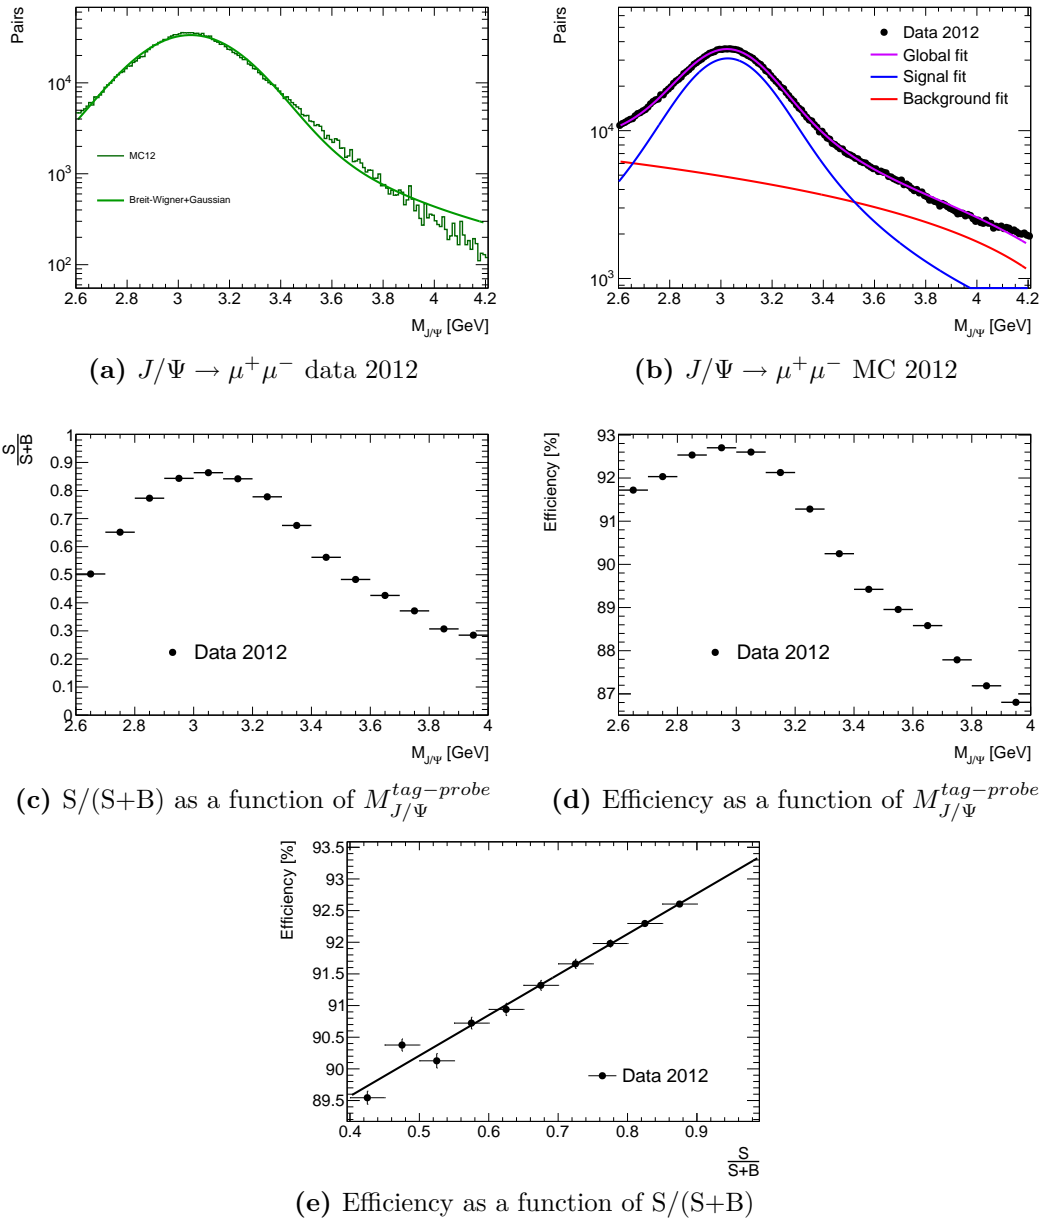 Pairs
10⁴
10³
10²
MC12
Breit-Wigner+Gaussian
2.6 2.8 3 3.2 3.4 3.6 3.8 4 4.2
M_{J/Ψ} [GeV]
(a) J/Ψ → μ⁺μ⁻ data 2012
Pairs
10⁴
10³
Data 2012
Global fit
Signal fit
Background fit
2.6 2.8 3 3.2 3.4 3.6 3.8 4 4.2
M_{J/Ψ} [GeV]
(b) J/Ψ → μ⁺μ⁻ MC 2012
S
S+B
1
0.9
0.8
0.7
0.6
0.5
0.4
0.3
0.2
0.1
0
Data 2012
2.6 2.8 3 3.2 3.4 3.6 3.8 4
M_{J/Ψ} [GeV]
(c) S/(S+B) as a function of M_{J/Ψ}^{tag−probe}
Efficiency [%]
93
92
91
90
89
88
87
Data 2012
2.6 2.8 3 3.2 3.4 3.6 3.8 4
M_{J/Ψ} [GeV]
(d) Efficiency as a function of M_{J/Ψ}^{tag−probe}
Efficiency [%]
93.5
93
92.5
92
91.5
91
90.5
90
89.5
Data 2012
0.4 0.5 0.6 0.7 0.8 0.9
S
S+B
(e) Efficiency as a function of S/(S+B)